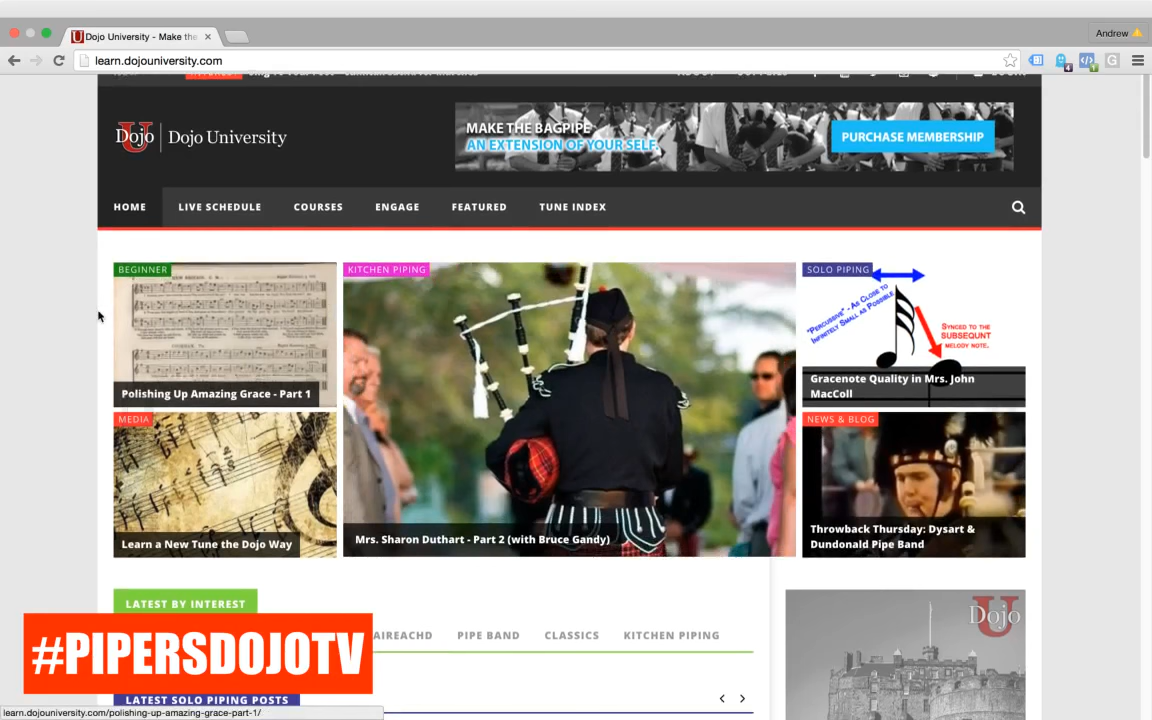 Dojo University - Make the
Andrew
learn.dojouniversity.com
4
1
G
Dojo
U
Dojo University
MAKE THE BAGPIPE
AN EXTENSION OF YOUR SELF.
PURCHASE MEMBERSHIP
HOME
LIVE SCHEDULE
COURSES
ENGAGE
FEATURED
TUNE INDEX
BEGINNER
Polishing Up Amazing Grace - Part 1
KITCHEN PIPING
Mrs. Sharon Duthart - Part 2 (with Bruce Gandy)
SOLO PIPING
"PERCUSSIVE" - AS CLOSE TO
INFINITELY SMALL AS POSSIBLE
SYNCED TO THE
SUBSEQUNT
MELODY NOTE.
Gracenote Quality in Mrs. John
MacColl
MEDIA
Learn a New Tune the Dojo Way
NEWS & BLOG
Throwback Thursday: Dysart &
Dundonald Pipe Band
LATEST BY INTEREST
AIREACHD
PIPE BAND
CLASSICS
KITCHEN PIPING
Dojo
U
#PIPERSDOJOTV
LATEST SOLO PIPING POSTS
learn.dojouniversity.com/polishing-up-amazing-grace-part-1/